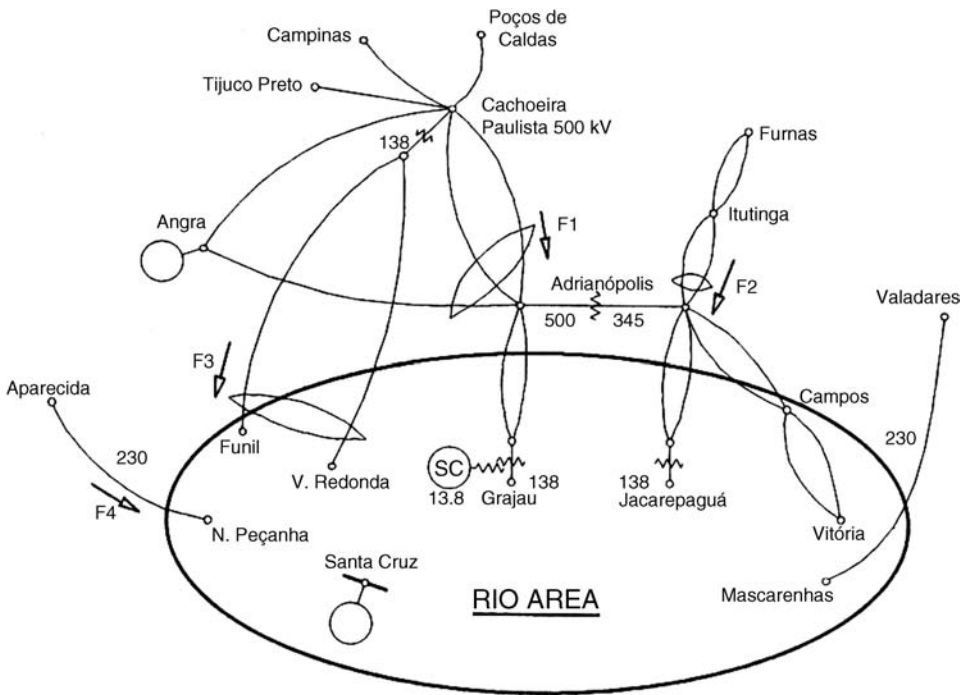 Campinas
Poços de
Caldas
Tijuco Preto
Cachoeira
Paulista 500 kV
138
Furnas
Itutinga
Angra
F1
Adrianópolis
F2
500
345
Valadares
F3
Aparecida
Campos
Funil
230
230
V. Redonda
SC
13.8
138
Grajau
138
Jacarepaguá
F4
N. Peçanha
Vitória
Santa Cruz
RIO AREA
Mascarenhas